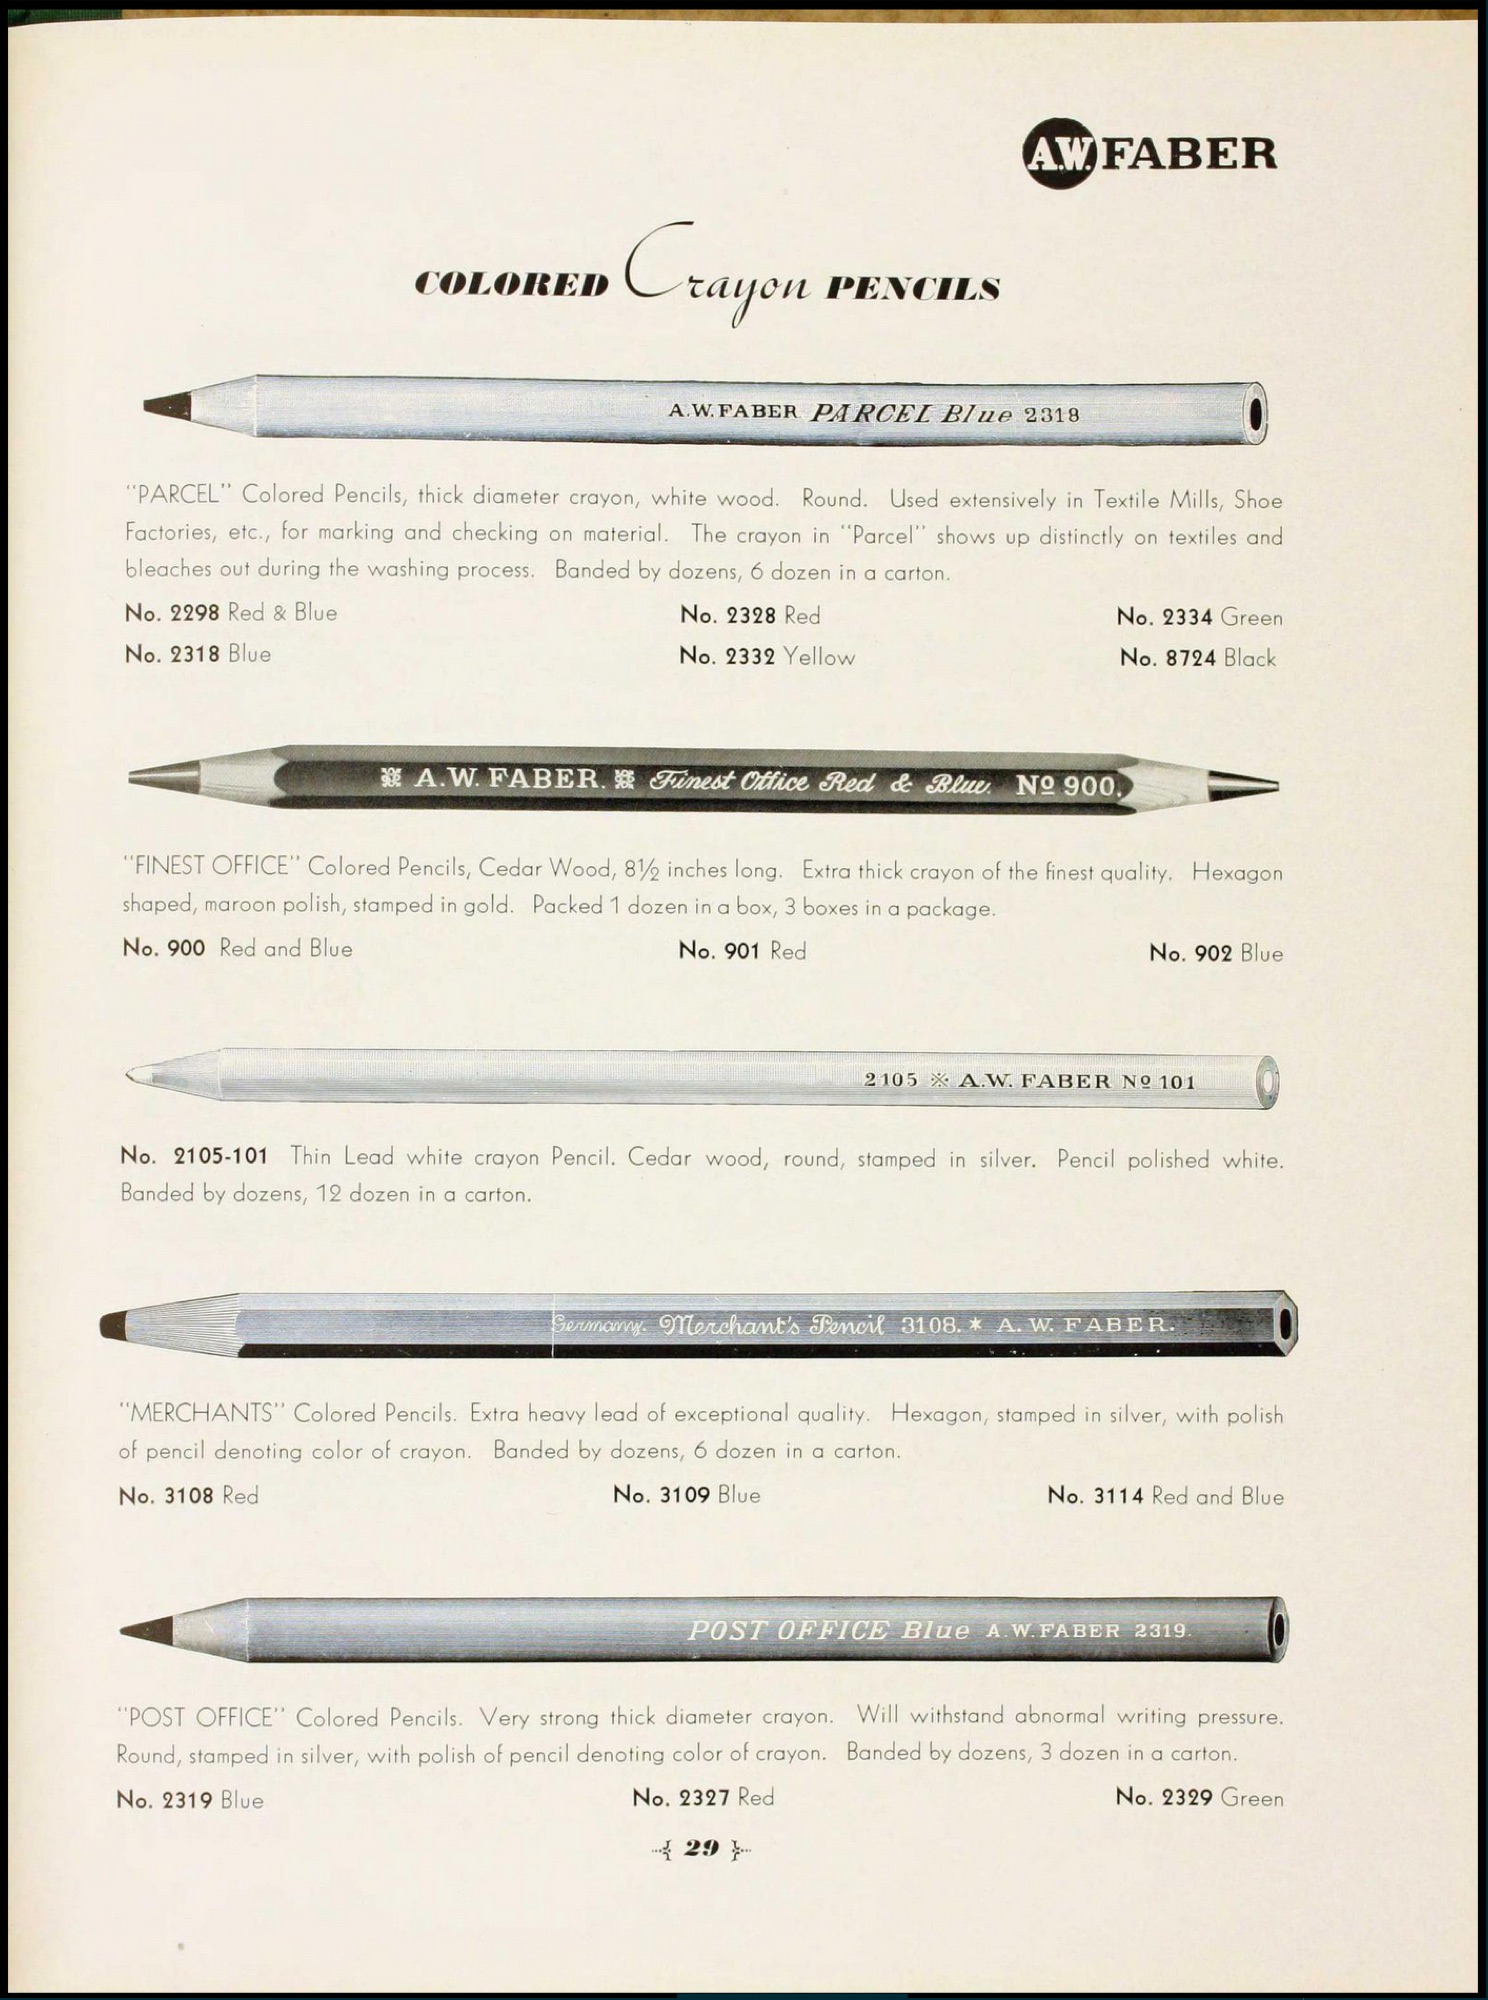 A.W. FABER
COLORED Crayon PENCILS
A.W.FABER PARCEL Blue 2318
"PARCEL" Colored Pencils, thick diameter crayon, white wood. Round. Used extensively in Textile Mills, Shoe
Factories, etc., for marking and checking on material. The crayon in "Parcel" shows up distinctly on textiles and
bleaches out during the washing process. Banded by dozens, 6 dozen in a carton.
No. 2298 Red & Blue No. 2328 Red No. 2334 Green
No. 2318 Blue No. 2332 Yellow No. 8724 Black
A.W. FABER. Finest Office Red & Blue. Nº 900.
"FINEST OFFICE" Colored Pencils, Cedar Wood, 8½ inches long. Extra thick crayon of the finest quality. Hexagon
shaped, maroon polish, stamped in gold. Packed 1 dozen in a box, 3 boxes in a package.
No. 900 Red and Blue No. 901 Red No. 902 Blue
2105 ※ A.W. FABER Nº 101
No. 2105-101 Thin Lead white crayon Pencil. Cedar wood, round, stamped in silver. Pencil polished white.
Banded by dozens, 12 dozen in a carton.
Germany. Merchant's Pencil 3108. * A. W. FABER.
"MERCHANTS" Colored Pencils. Extra heavy lead of exceptional quality. Hexagon, stamped in silver, with polish
of pencil denoting color of crayon. Banded by dozens, 6 dozen in a carton.
No. 3108 Red No. 3109 Blue No. 3114 Red and Blue
POST OFFICE Blue A.W.FABER 2319.
"POST OFFICE" Colored Pencils. Very strong thick diameter crayon. Will withstand abnormal writing pressure.
Round, stamped in silver, with polish of pencil denoting color of crayon. Banded by dozens, 3 dozen in a carton.
No. 2319 Blue No. 2327 Red No. 2329 Green
29